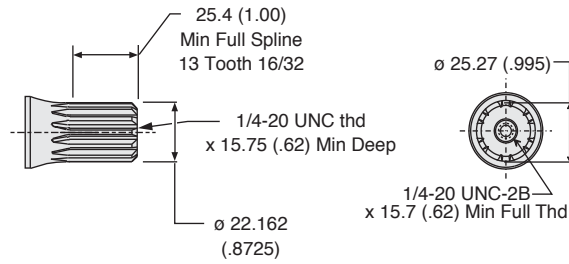 25.4 (1.00)
Min Full Spline
13 Tooth 16/32
ø 25.27 (.995)
1/4-20 UNC thd
x 15.75 (.62) Min Deep
1/4-20 UNC-2B
x 15.7 (.62) Min Full Thd
ø 22.162
(.8725)